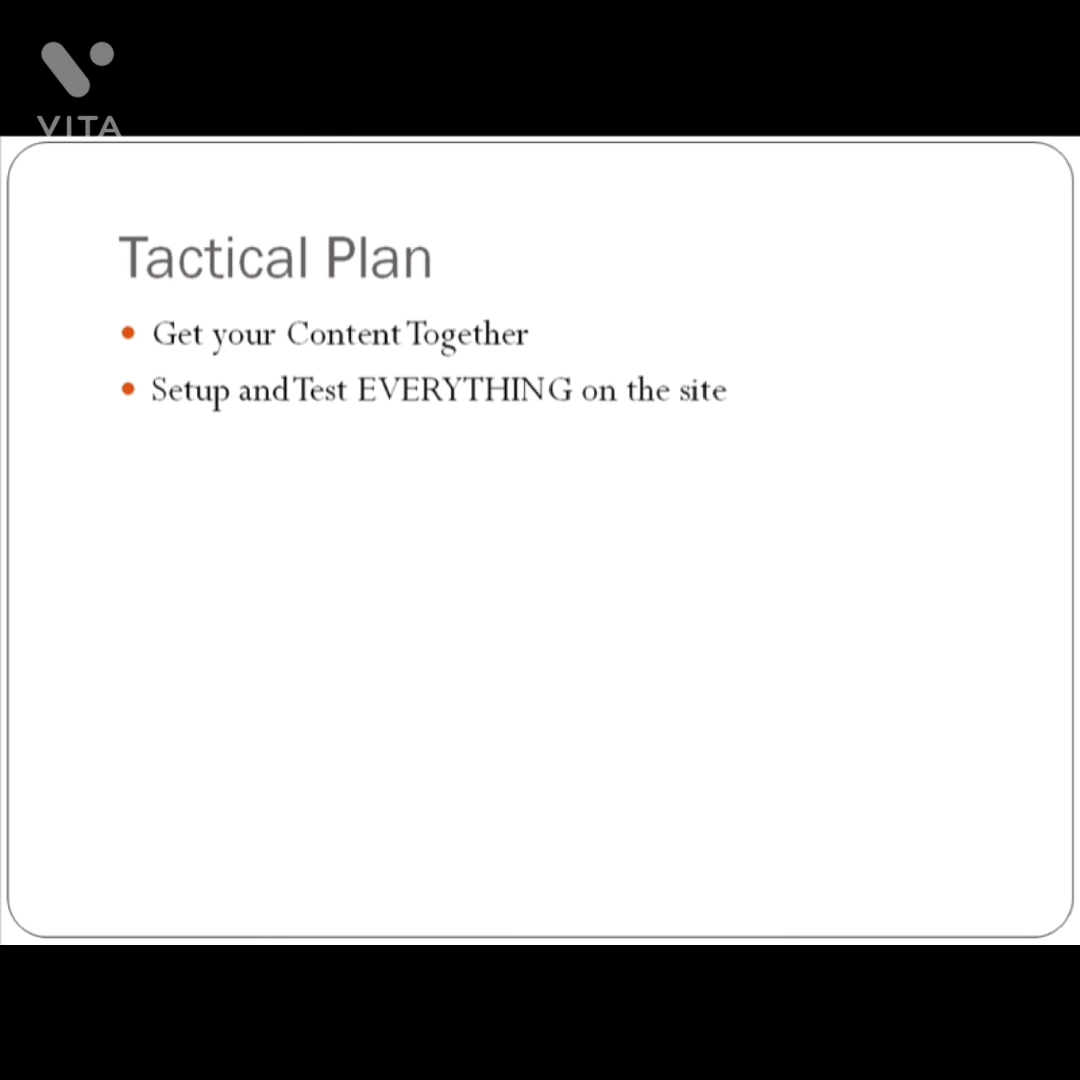 VITA
Tactical Plan
• Get your Content Together
• Setup and Test EVERYTHING on the site